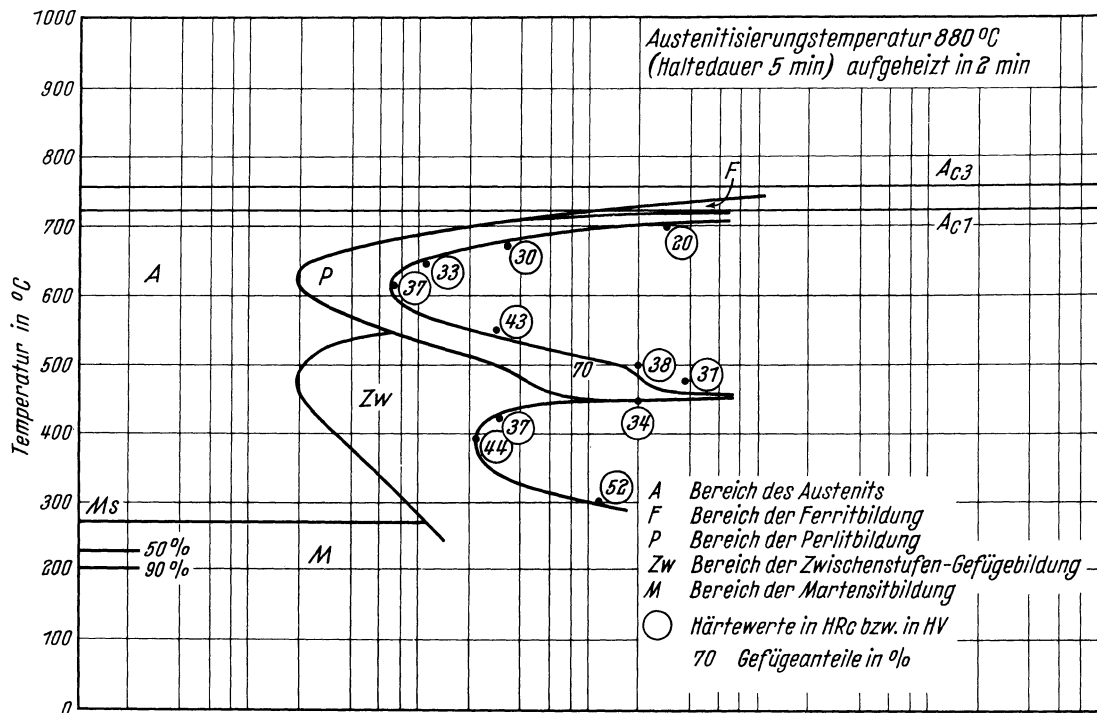 1000
Austenitisierungstemperatur 880 °C
(Haltedauer 5 min) aufgeheizt in 2 min
900
800
F
Ac3
700
Ac1
20
30
33
A
P
37
600
43
500
70
38
31
Zw
400
37
34
44
52
300
Ms
50 %
90 %
M
200
100
0
Temperatur in °C
A Bereich des Austenits
F Bereich der Ferritbildung
P Bereich der Perlitbildung
Zw Bereich der Zwischenstufen-Gefügebildung
M Bereich der Martensitbildung
Härtewerte in HRc bzw. in HV
70 Gefügeanteile in %